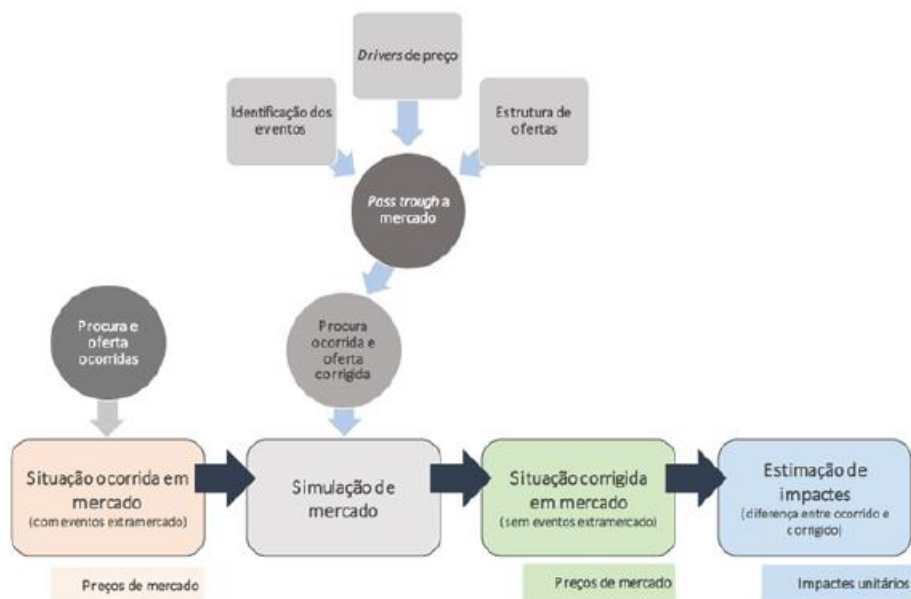 Drivers de preço
Identificação dos
eventos
Estrutura de
ofertas
Pass trough a
mercado
Procura e
oferta
ocorridas
Procura
ocorrida e
oferta
corrigida
Situação ocorrida em
mercado
(com eventos extramercado)
Simulação de
mercado
Situação corrigida
em mercado
(sem eventos extramercado)
Estimação de
impactes
(diferença entre ocorrido e
corrigido)
Preços de mercado
Preços de mercado
Impactes unitários